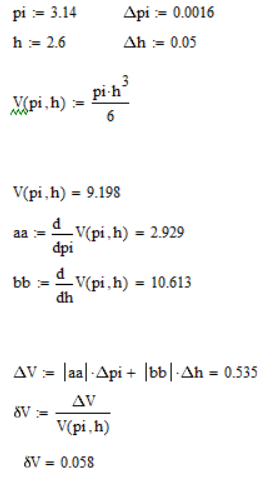 pi := 3.14 Δpi := 0.0016
h := 2.6 Δh := 0.05
V(pi,h) := pi·h³/6
V(pi,h) = 9.198
aa := d/dpi V(pi,h) = 2.929
bb := d/dh V(pi,h) = 10.613
ΔV := |aa|·Δpi + |bb|·Δh = 0.535
δV := ΔV/V(pi,h)
δV = 0.058